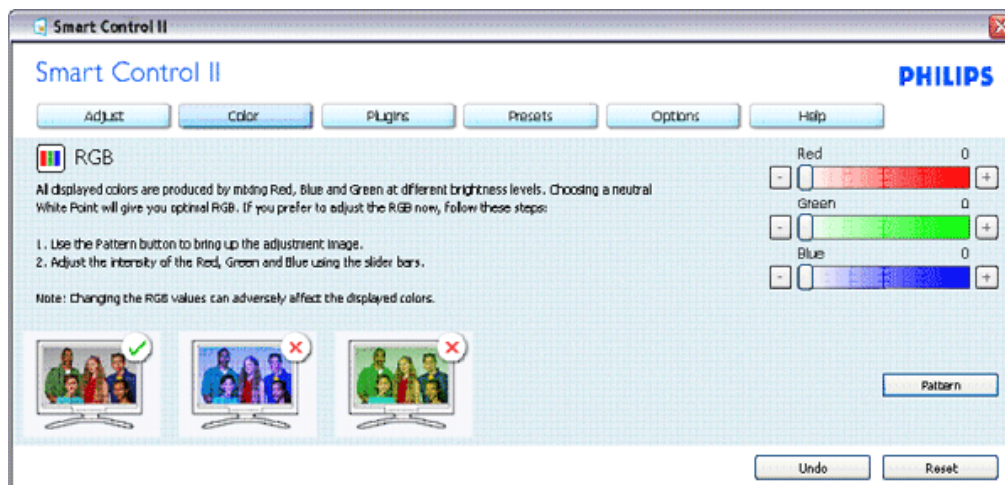 Smart Control II
Smart Control II
PHILIPS
Adjust Color Plugins Presets Options Help
RGB
All displayed colors are produced by mixing Red, Blue and Green at different brightness levels. Choosing a neutral
White Point will give you optimal RGB. If you prefer to adjust the RGB now, follow these steps:
1. Use the Pattern button to bring up the adjustment image.
2. Adjust the intensity of the Red, Green and Blue using the slider bars.
Note: Changing the RGB values can adversely affect the displayed colors.
Red 0
- +
Green 0
- +
Blue 0
- +
Pattern
Undo Reset